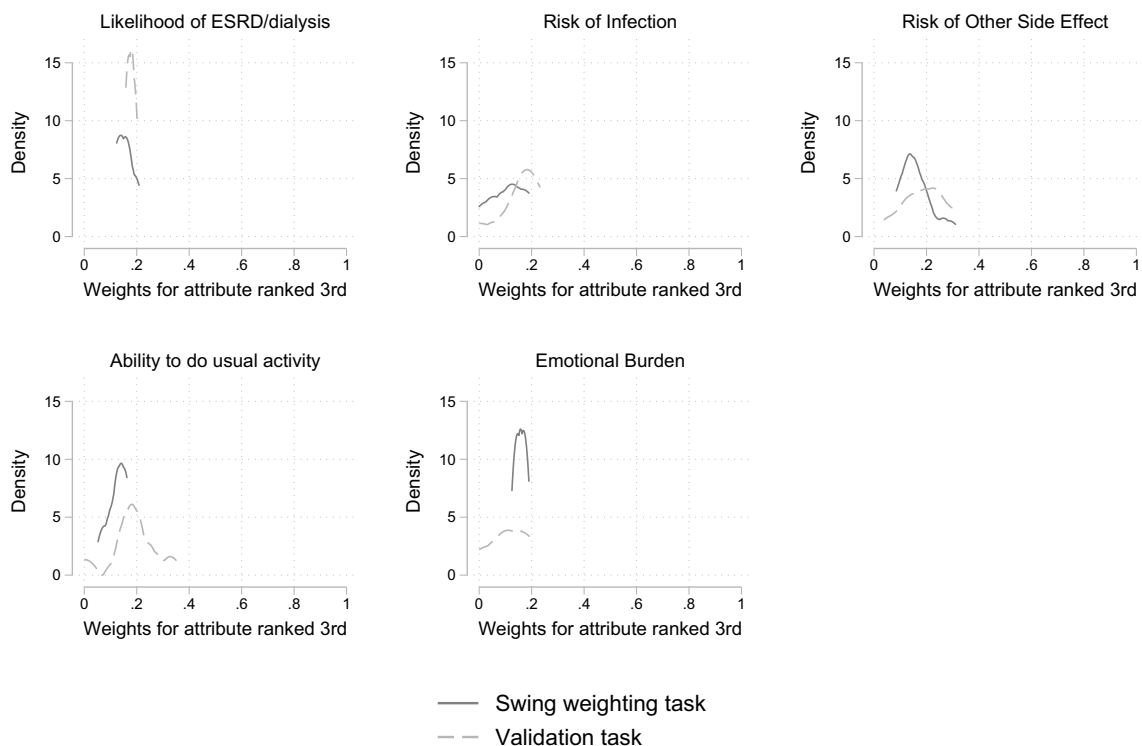 Likelihood of ESRD/dialysis
Density
15
10
5
0
0 .2 .4 .6 .8 1
Weights for attribute ranked 3rd
Risk of Infection
Density
15
10
5
0
0 .2 .4 .6 .8 1
Weights for attribute ranked 3rd
Risk of Other Side Effect
Density
15
10
5
0
0 .2 .4 .6 .8 1
Weights for attribute ranked 3rd
Ability to do usual activity
Density
15
10
5
0
0 .2 .4 .6 .8 1
Weights for attribute ranked 3rd
Emotional Burden
Density
15
10
5
0
0 .2 .4 .6 .8 1
Weights for attribute ranked 3rd
Swing weighting task
Validation task